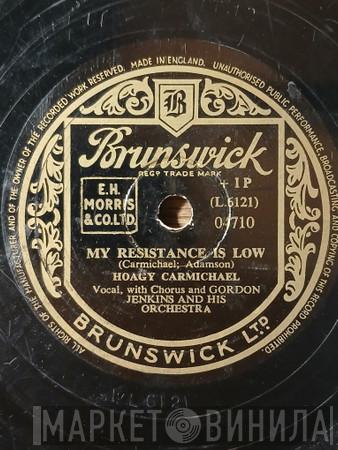 ALL RIGHTS OF THE MANUFACTURER AND OF THE OWNER OF THE RECORDED WORK RESERVED. MADE IN ENGLAND. UNAUTHORISED PUBLIC PERFORMANCE, BROADCASTING AND COPYING OF THIS RECORD PROHIBITED.
B
Brunswick
REGD TRADE MARK
E.H.
MORRIS
& CO.LTD.
+ 1P
(L.6121)
04710
MY RESISTANCE IS LOW
(Carmichael; Adamson)
HOAGY CARMICHAEL
Vocal, with Chorus and GORDON
JENKINS AND HIS
ORCHESTRA
BRUNSWICK LTD.
L 6121
МАРКЕТ ВИНИЛА